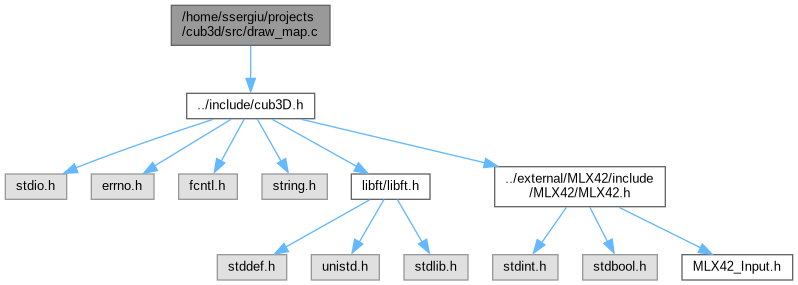 /home/ssergiu/projects
/cub3d/src/draw_map.c
../include/cub3D.h
stdio.h
errno.h
fcntl.h
string.h
libft/libft.h
../external/MLX42/include
/MLX42/MLX42.h
stddef.h
unistd.h
stdlib.h
stdint.h
stdbool.h
MLX42_Input.h